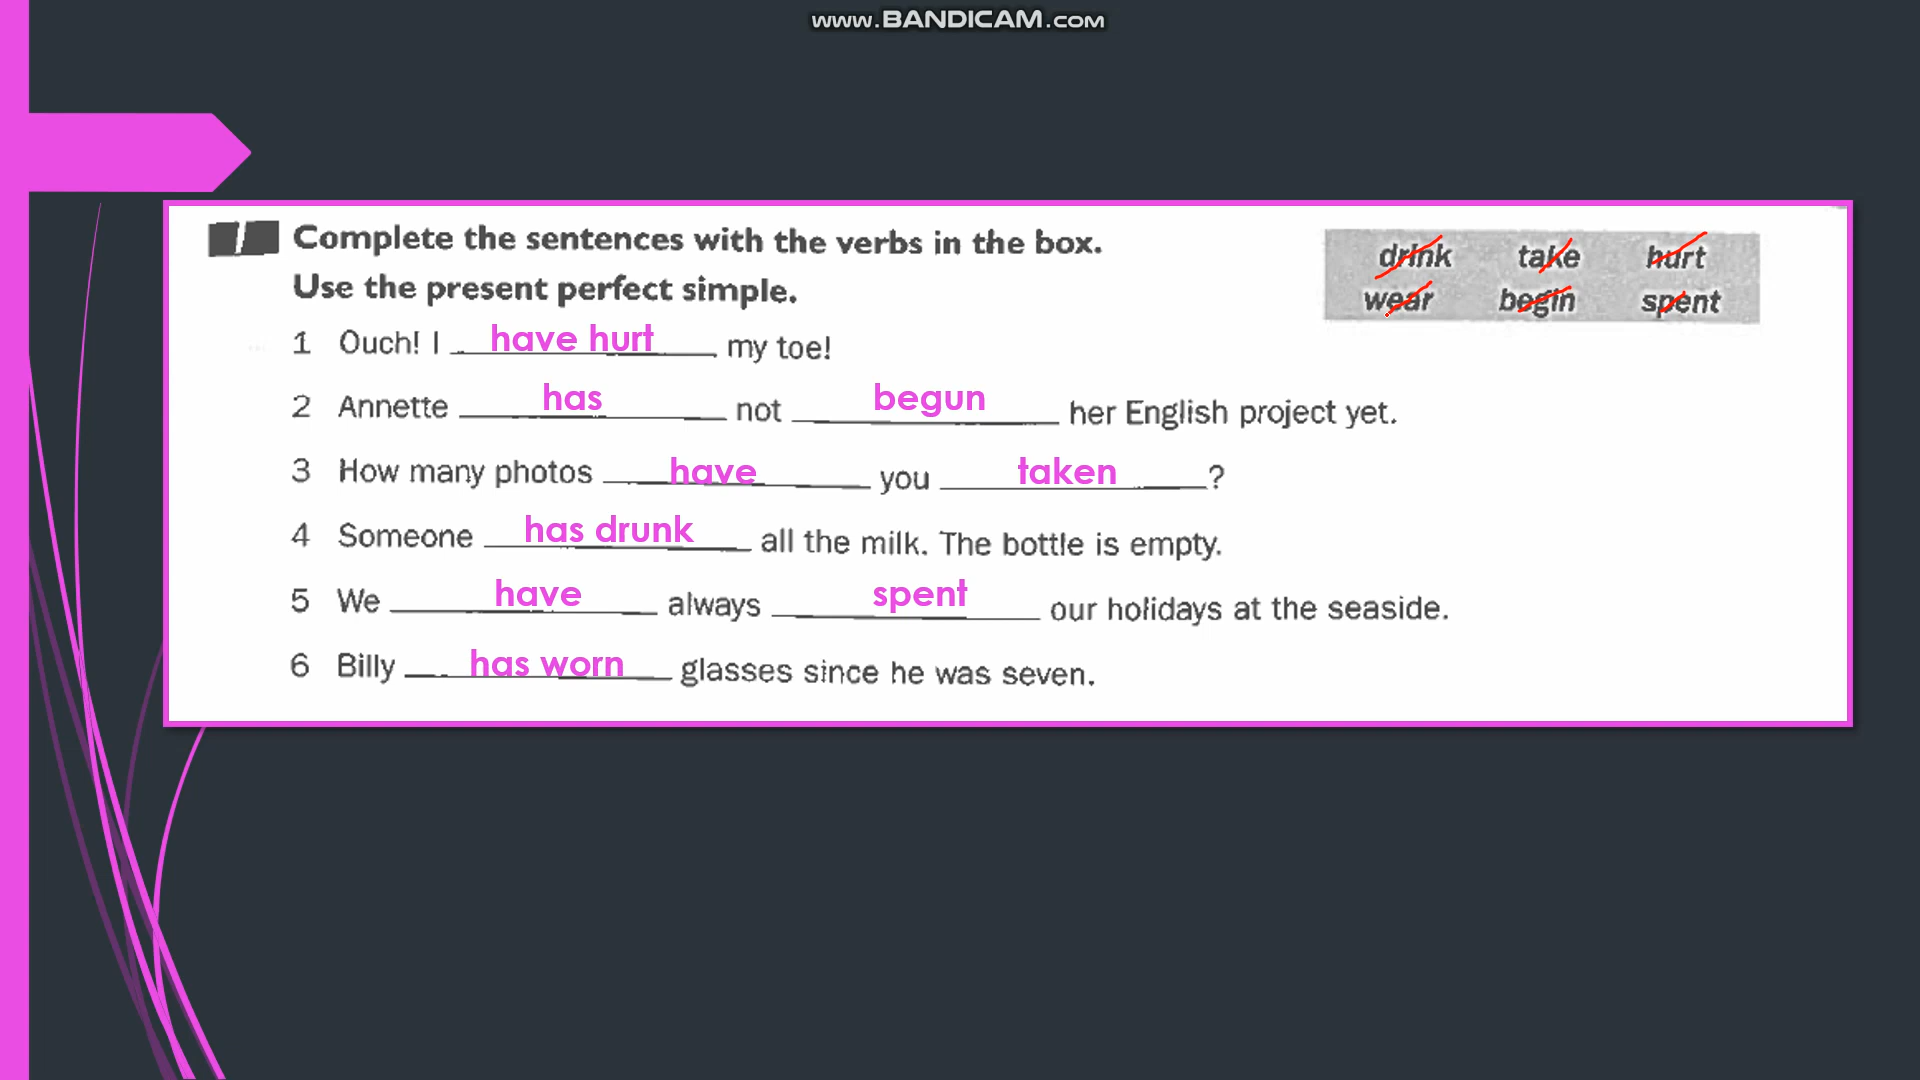 www.BANDICAM.com
Complete the sentences with the verbs in the box.
Use the present perfect simple.
drink take hurt
wear begin spent
1 Ouch! I have hurt my toe!
2 Annette has not begun her English project yet.
3 How many photos have you taken ?
4 Someone has drunk all the milk. The bottle is empty.
5 We have always spent our holidays at the seaside.
6 Billy has worn glasses since he was seven.